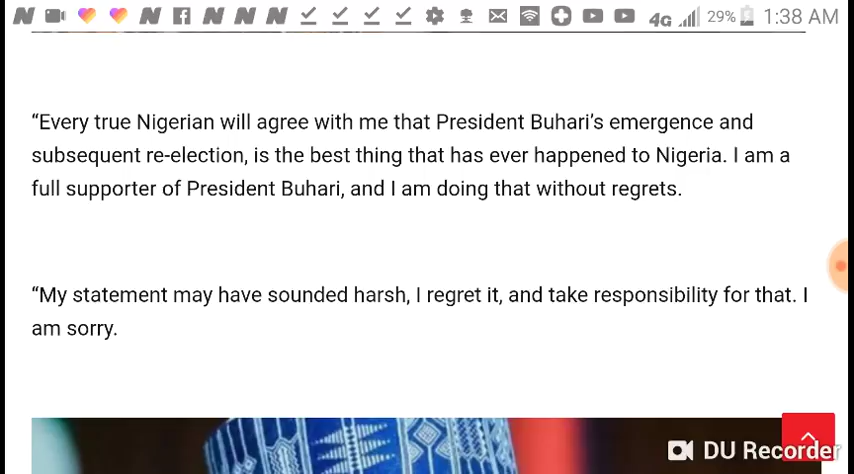 4G 29% 1:38 AM
“Every true Nigerian will agree with me that President Buhari’s emergence and
subsequent re-election, is the best thing that has ever happened to Nigeria. I am a
full supporter of President Buhari, and I am doing that without regrets.
“My statement may have sounded harsh, I regret it, and take responsibility for that. I
am sorry.
DU Recorder